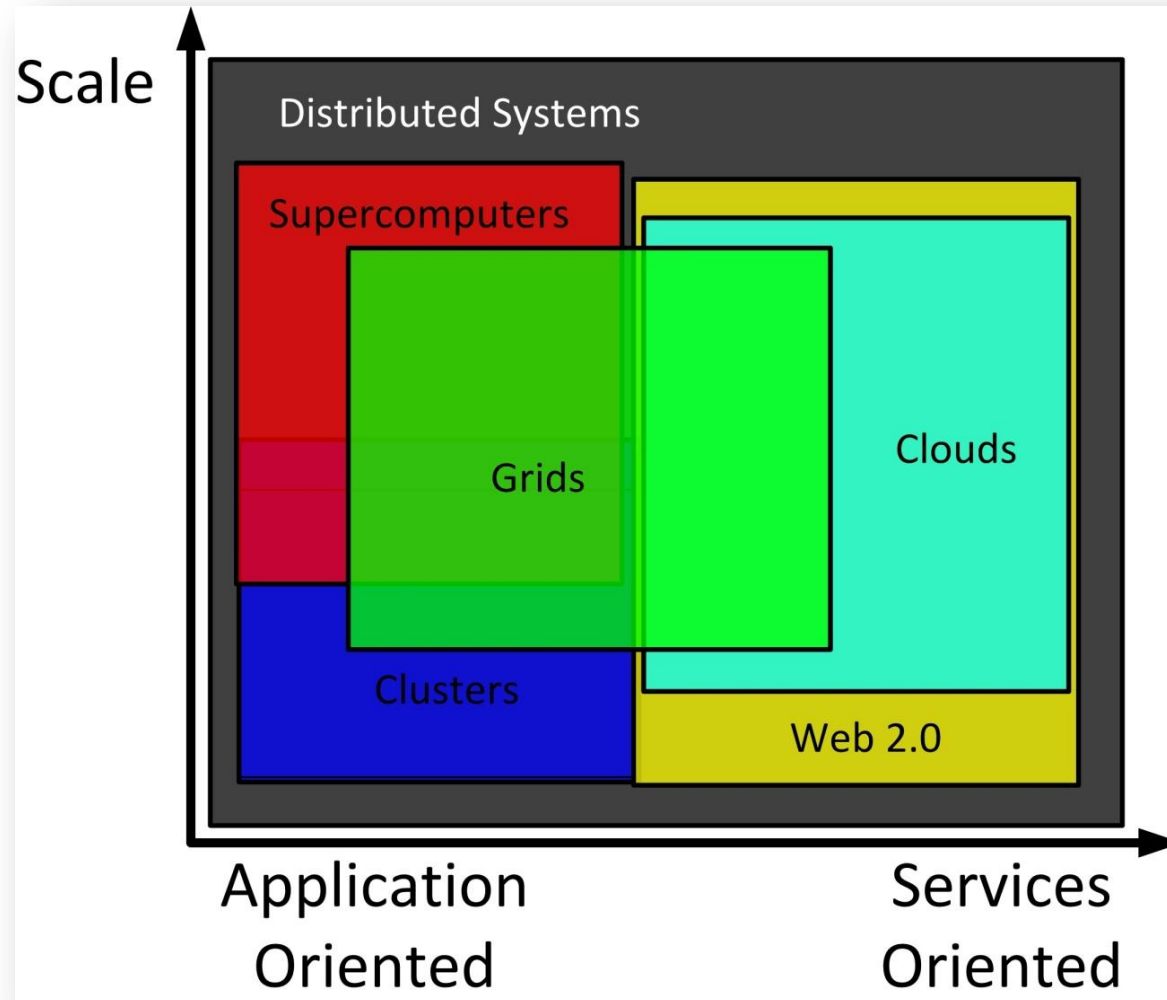 Scale
Distributed Systems
Supercomputers
Grids
Clouds
Clusters
Web 2.0
Application
Oriented
Services
Oriented